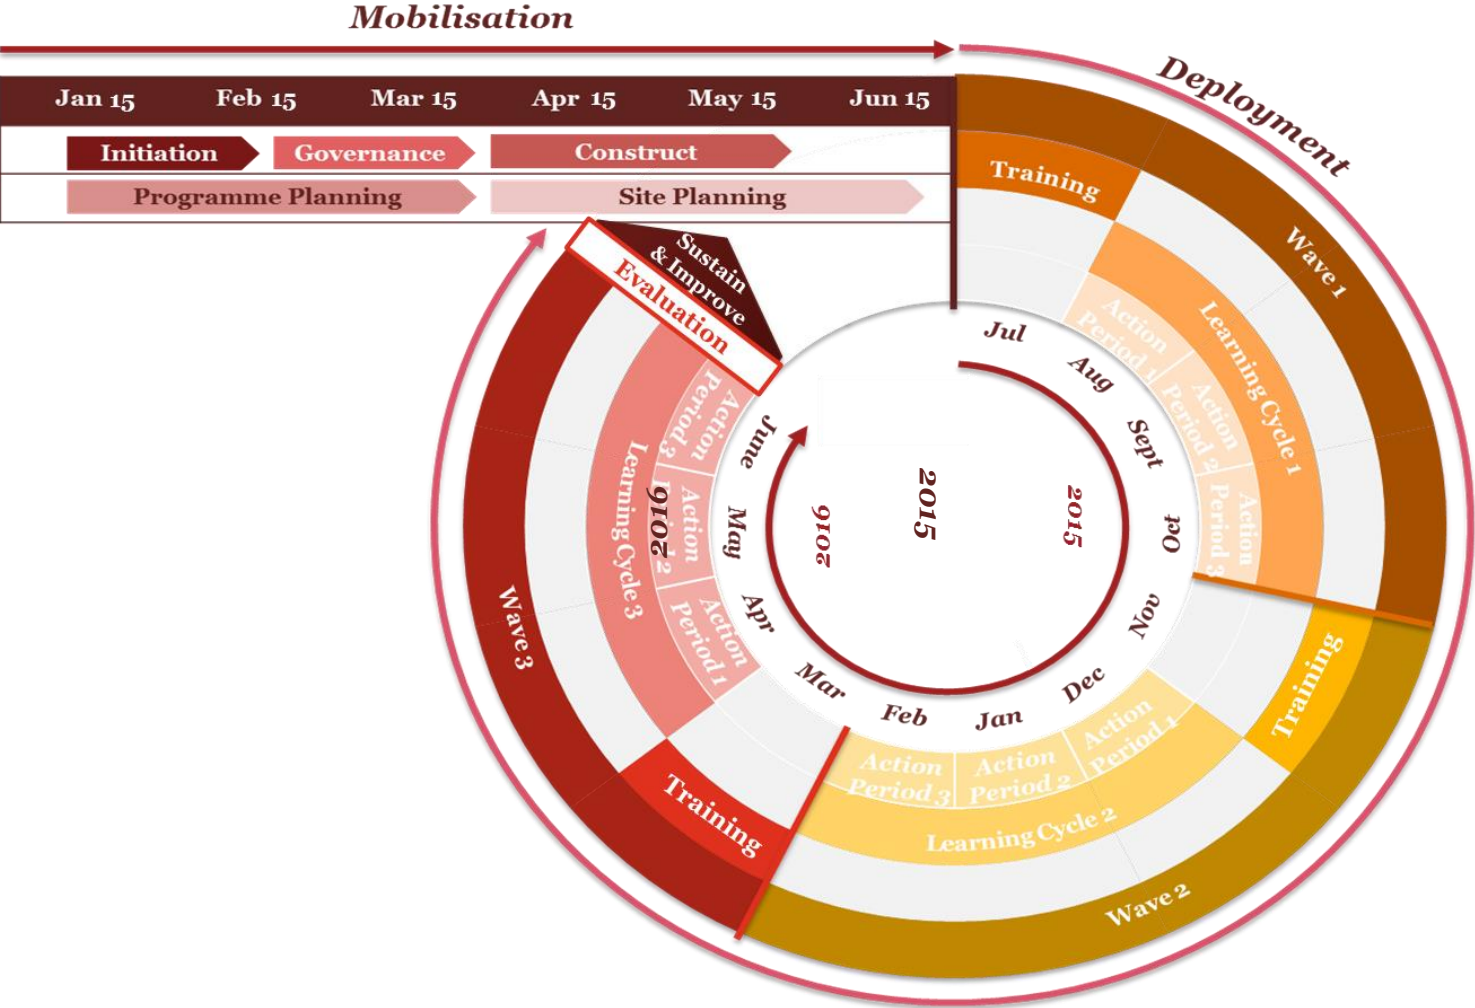 Mobilisation
Deployment
Jan 15 Feb 15 Mar 15 Apr 15 May 15 Jun 15
Initiation Governance Construct
Programme Planning Site Planning
Training
Wave 1
Learning Cycle 1
Action
Period 1
Action
Period 2
Action
Period 3
Training
Wave 2
Learning Cycle 2
Action
Period 1
Action
Period 2
Action
Period 3
Training
Wave 3
Learning Cycle 3
Action
Period 1
Action
2
Action
Period 3
Evaluation
Sustain
& Improve
Jul
Aug
Sept
Oct
Nov
Dec
Jan
Feb
Mar
Apr
May
June
2015
2015
2016
2016